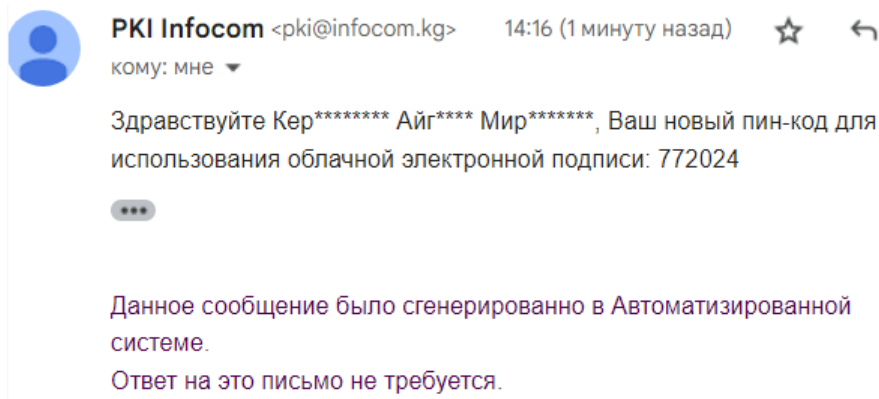 PKI Infocom <pki@infocom.kg> 14:16 (1 минуту назад)
кому: мне
Здравствуйте Кер******** Айг**** Мир*******, Ваш новый пин-код для
использования облачной электронной подписи: 772024
Данное сообщение было сгенерированно в Автоматизированной
системе.
Ответ на это письмо не требуется.